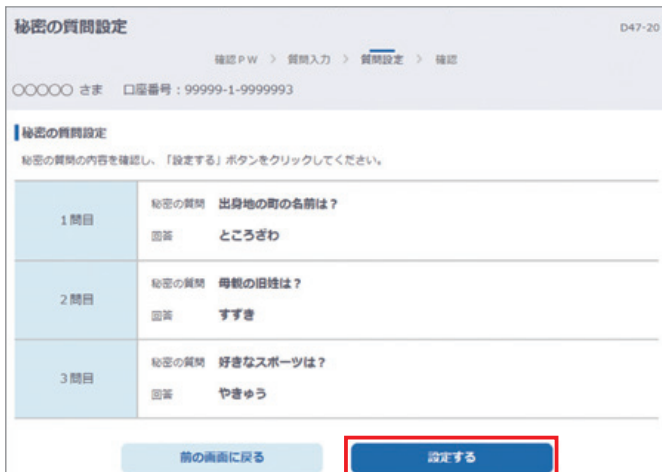 秘密の質問設定
D47-20
確認PW > 質問入力 > 質問設定 > 確認
○○○○○ さま 口座番号:99999-1-9999993
秘密の質問設定
秘密の質問の内容を確認し、「設定する」ボタンをクリックしてください。
1問目
秘密の質問 出身地の町の名前は?
回答 ところざわ
2問目
秘密の質問 母親の旧姓は?
回答 すずき
3問目
秘密の質問 好きなスポーツは?
回答 やきゅう
前の画面に戻る 設定する